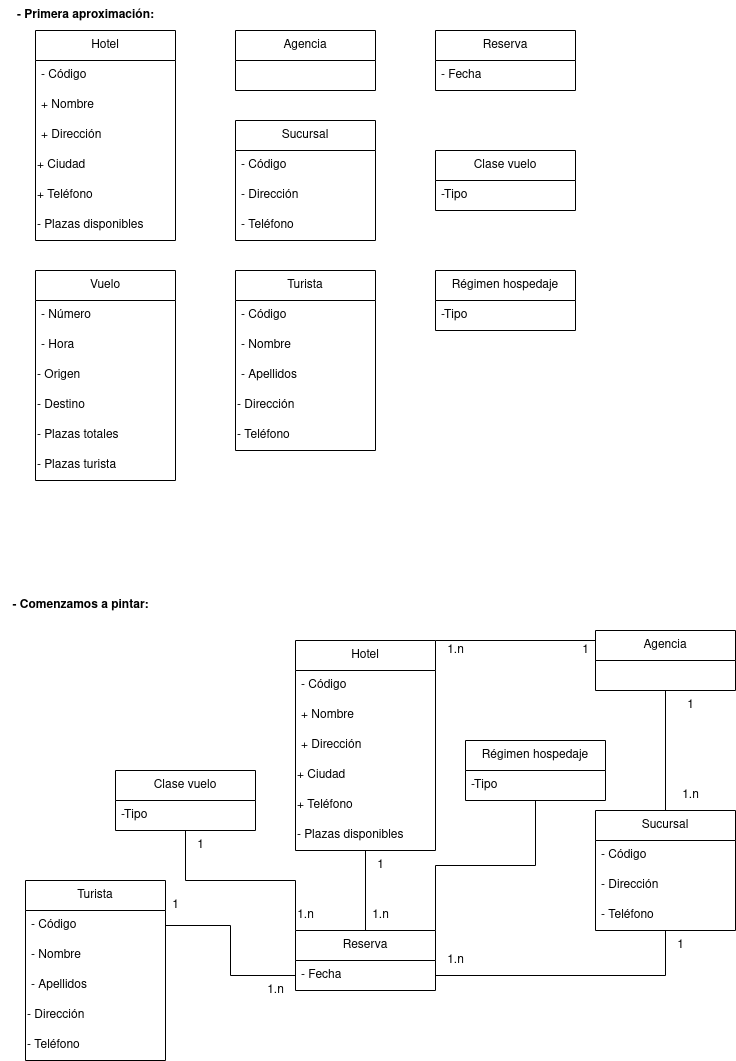 - Primera aproximación:
Hotel
- Código
+ Nombre
+ Dirección
+ Ciudad
+ Teléfono
- Plazas disponibles
Agencia
Reserva
- Fecha
Sucursal
- Código
- Dirección
- Teléfono
Clase vuelo
-Tipo
Vuelo
- Número
- Hora
- Origen
- Destino
- Plazas totales
- Plazas turista
Turista
- Código
- Nombre
- Apellidos
- Dirección
- Teléfono
Régimen hospedaje
-Tipo
- Comenzamos a pintar:
Hotel
- Código
+ Nombre
+ Dirección
+ Ciudad
+ Teléfono
- Plazas disponibles
1.n
1
Agencia
1
1.n
Régimen hospedaje
-Tipo
Clase vuelo
-Tipo
1
Sucursal
- Código
- Dirección
- Teléfono
1
1
Turista
- Código
- Nombre
- Apellidos
- Dirección
- Teléfono
1
1.n
1.n
1.n
Reserva
- Fecha
1.n